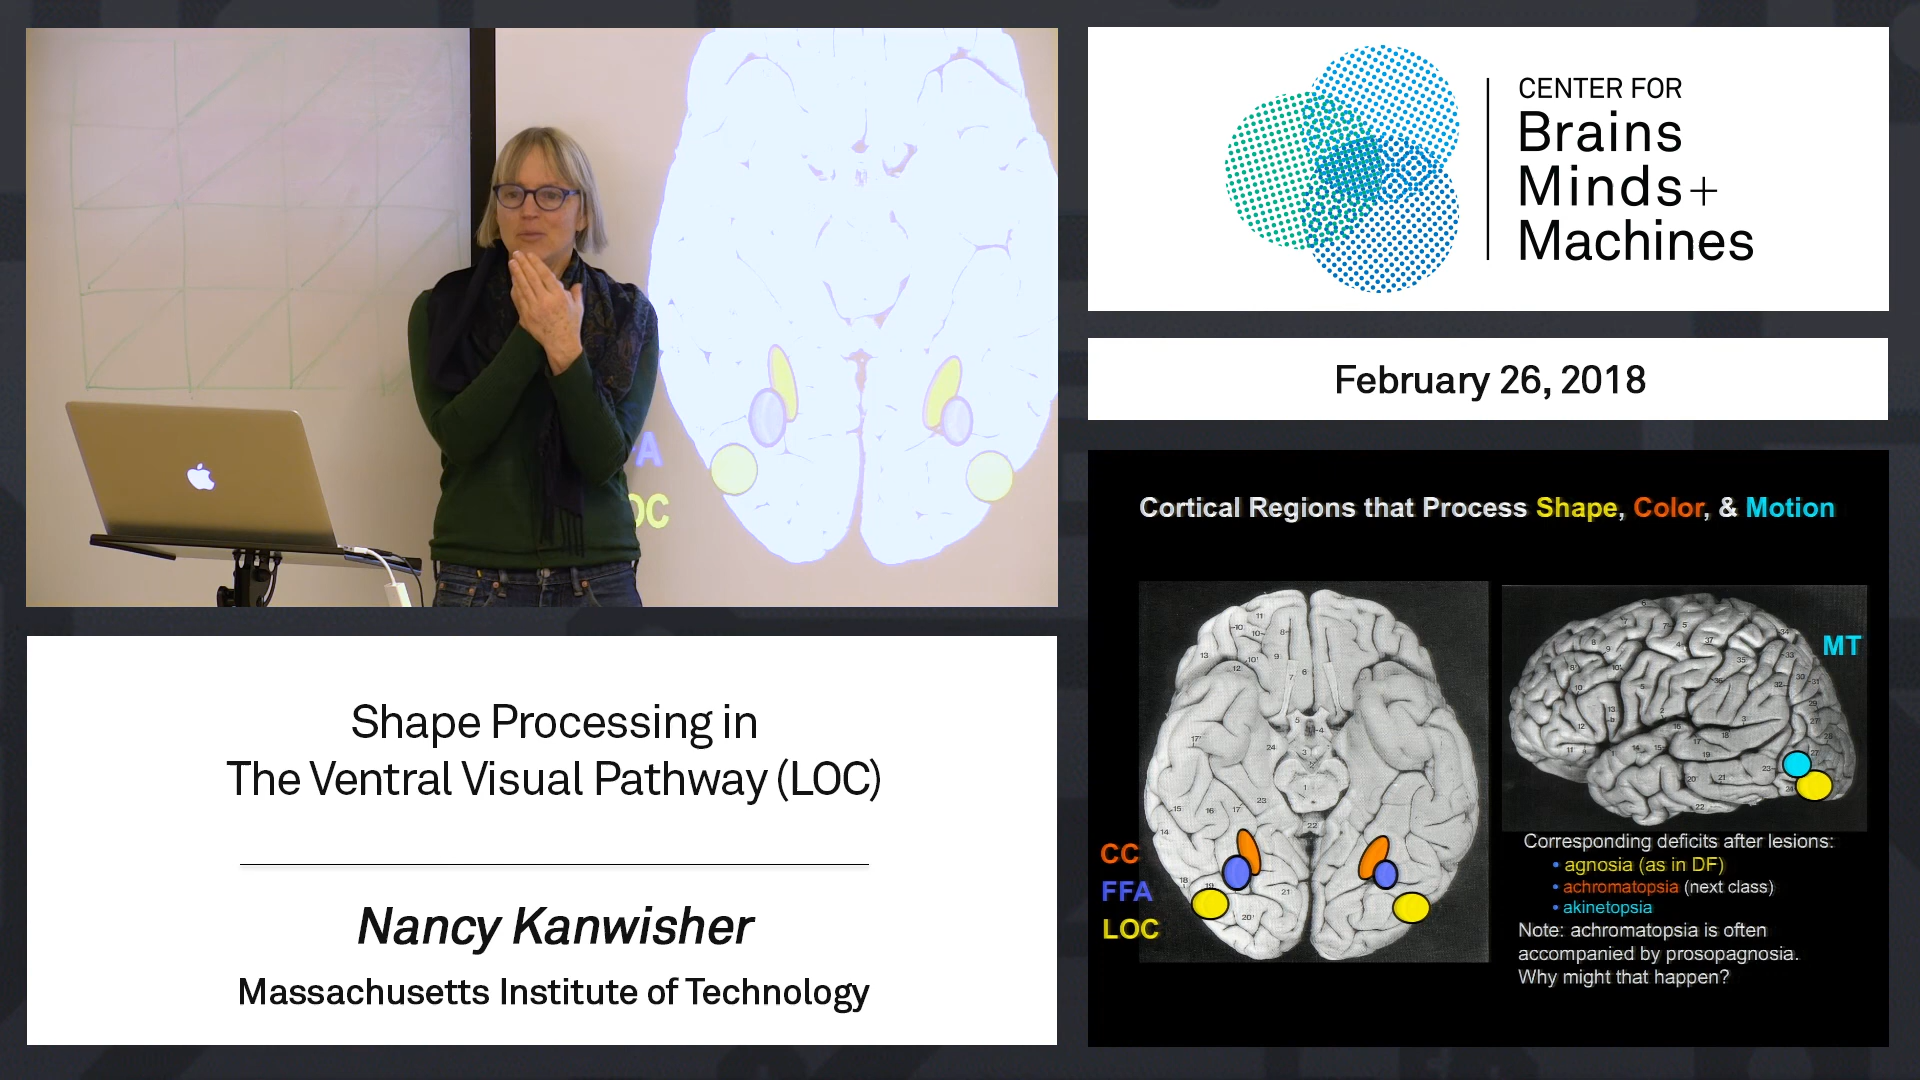 FA
OC
CENTER FOR
Brains
Minds+
Machines
February 26, 2018
Shape Processing in
The Ventral Visual Pathway (LOC)
Nancy Kanwisher
Massachusetts Institute of Technology
Cortical Regions that Process Shape, Color, & Motion
MT
CC
FFA
LOC
Corresponding deficits after lesions:
• agnosia (as in DF)
• achromatopsia (next class)
• akinetopsia
Note: achromatopsia is often
accompanied by prosopagnosia.
Why might that happen?